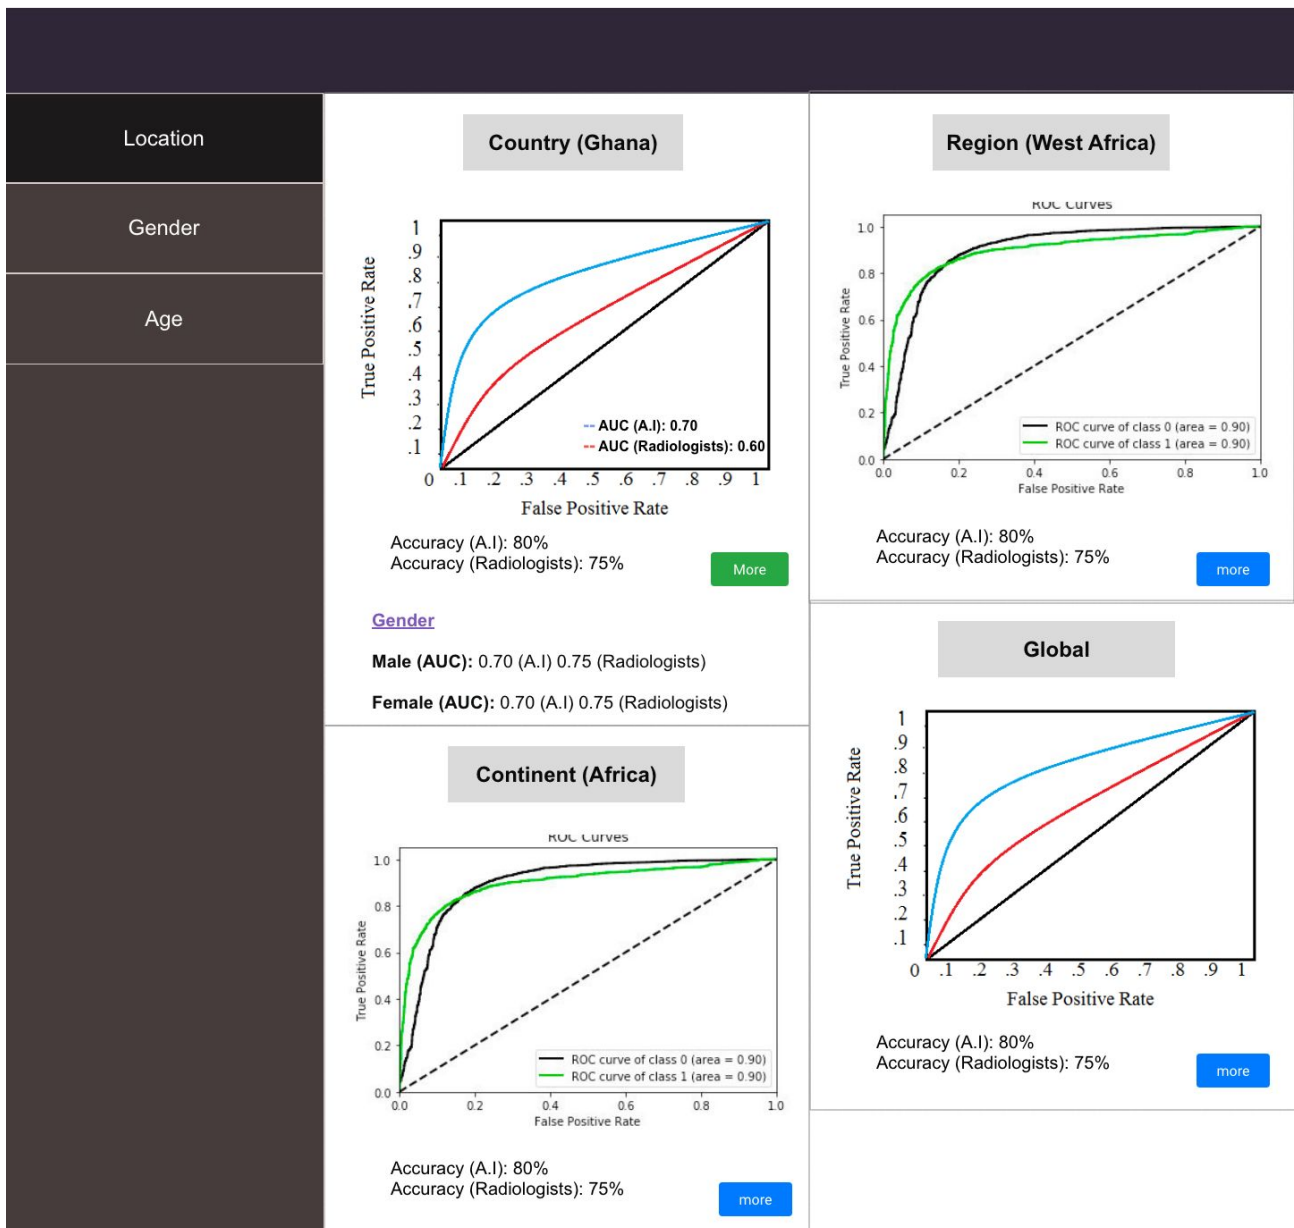 Location
Gender
Age
Country (Ghana)
True Positive Rate
1
.9
.8
.7
.6
.5
.4
.3
.2
.1
-- AUC (A.I): 0.70
-- AUC (Radiologists): 0.60
0 .1 .2 .3 .4 .5 .6 .7 .8 .9 1
False Positive Rate
Accuracy (A.I): 80%
Accuracy (Radiologists): 75%
More
Gender
Male (AUC): 0.70 (A.I) 0.75 (Radiologists)
Female (AUC): 0.70 (A.I) 0.75 (Radiologists)
Region (West Africa)
ROC Curves
True Positive Rate
1.0
0.8
0.6
0.4
0.2
0.0
ROC curve of class 0 (area = 0.90)
ROC curve of class 1 (area = 0.90)
0.0 0.2 0.4 0.6 0.8 1.0
False Positive Rate
Accuracy (A.I): 80%
Accuracy (Radiologists): 75%
more
Continent (Africa)
ROC Curves
True Positive Rate
1.0
0.8
0.6
0.4
0.2
0.0
ROC curve of class 0 (area = 0.90)
ROC curve of class 1 (area = 0.90)
0.0 0.2 0.4 0.6 0.8 1.0
False Positive Rate
Accuracy (A.I): 80%
Accuracy (Radiologists): 75%
more
Global
True Positive Rate
1
.9
.8
.7
.6
.5
.4
.3
.2
.1
0 .1 .2 .3 .4 .5 .6 .7 .8 .9 1
False Positive Rate
Accuracy (A.I): 80%
Accuracy (Radiologists): 75%
more